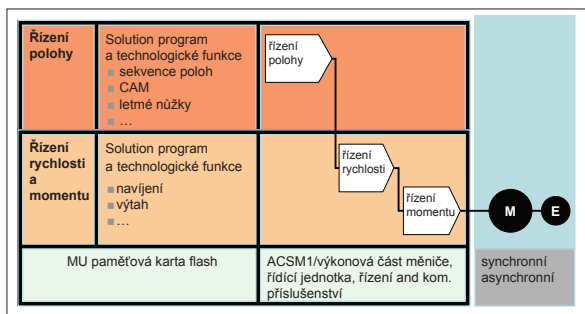 Řízení
polohy
Solution program
a technologické funkce
sekvence poloh
CAM
letmé nůžky
...
řízení
polohy
Řízení
rychlosti
a
momentu
Solution program
a technologické funkce
navíjení
výtah
...
řízení
rychlosti
řízení
momentu
M
E
MU paměťová karta flash
ACSM1/výkonová část měniče,
řídící jednotka, řízení and kom.
příslušenství
synchronní
asynchronní